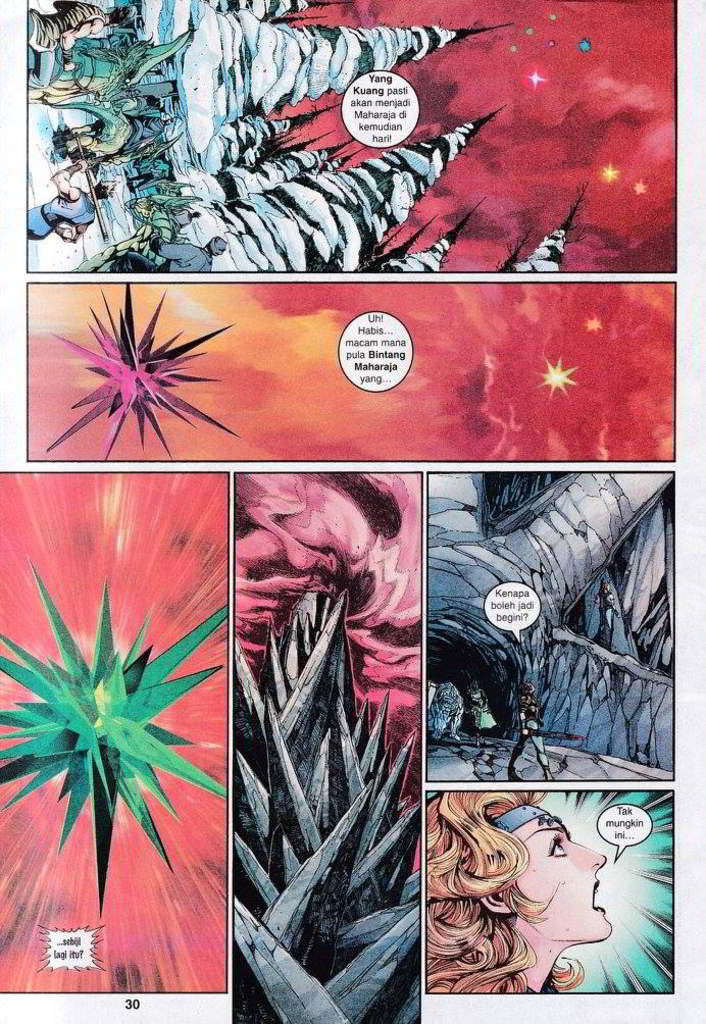 Yang
Kuang pasti
akan menjadi
Maharaja di
kemudian
hari!
Uh!
Habis...
macam mana
pula Bintang
Maharaja
yang...
...sebiji
lagi itu?
Kenapa
boleh jadi
begini?
Tak
mungkin
ini...
30